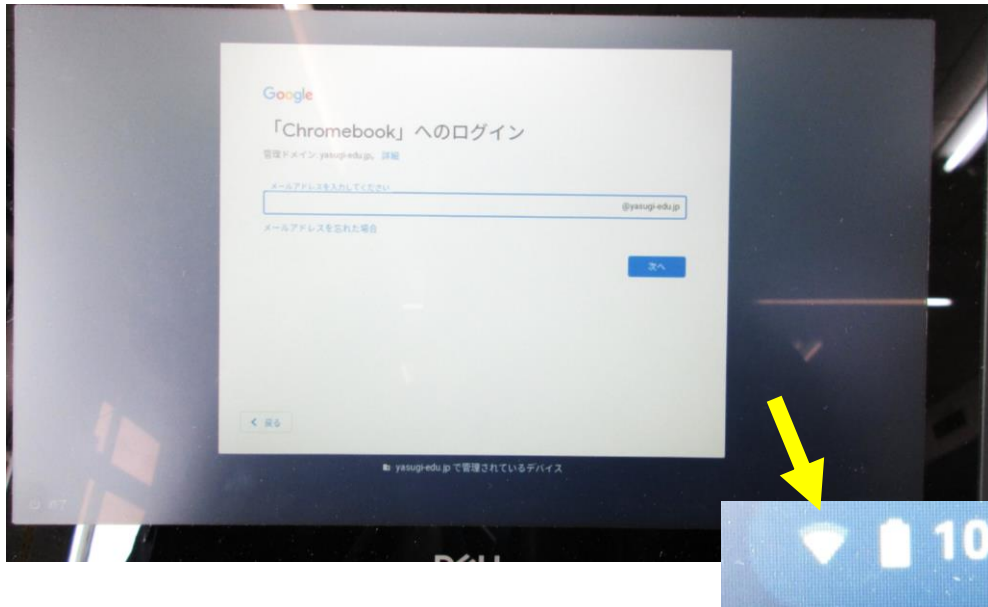 Google
「Chromebook」へのログイン
管理ドメイン: yasugi-edu.jp。 詳細
メールアドレスを入力してください
@yasugi-edu.jp
メールアドレスを忘れた場合
次へ
戻る
yasugi-edu.jp で管理されているデバイス
終了
DELL
10